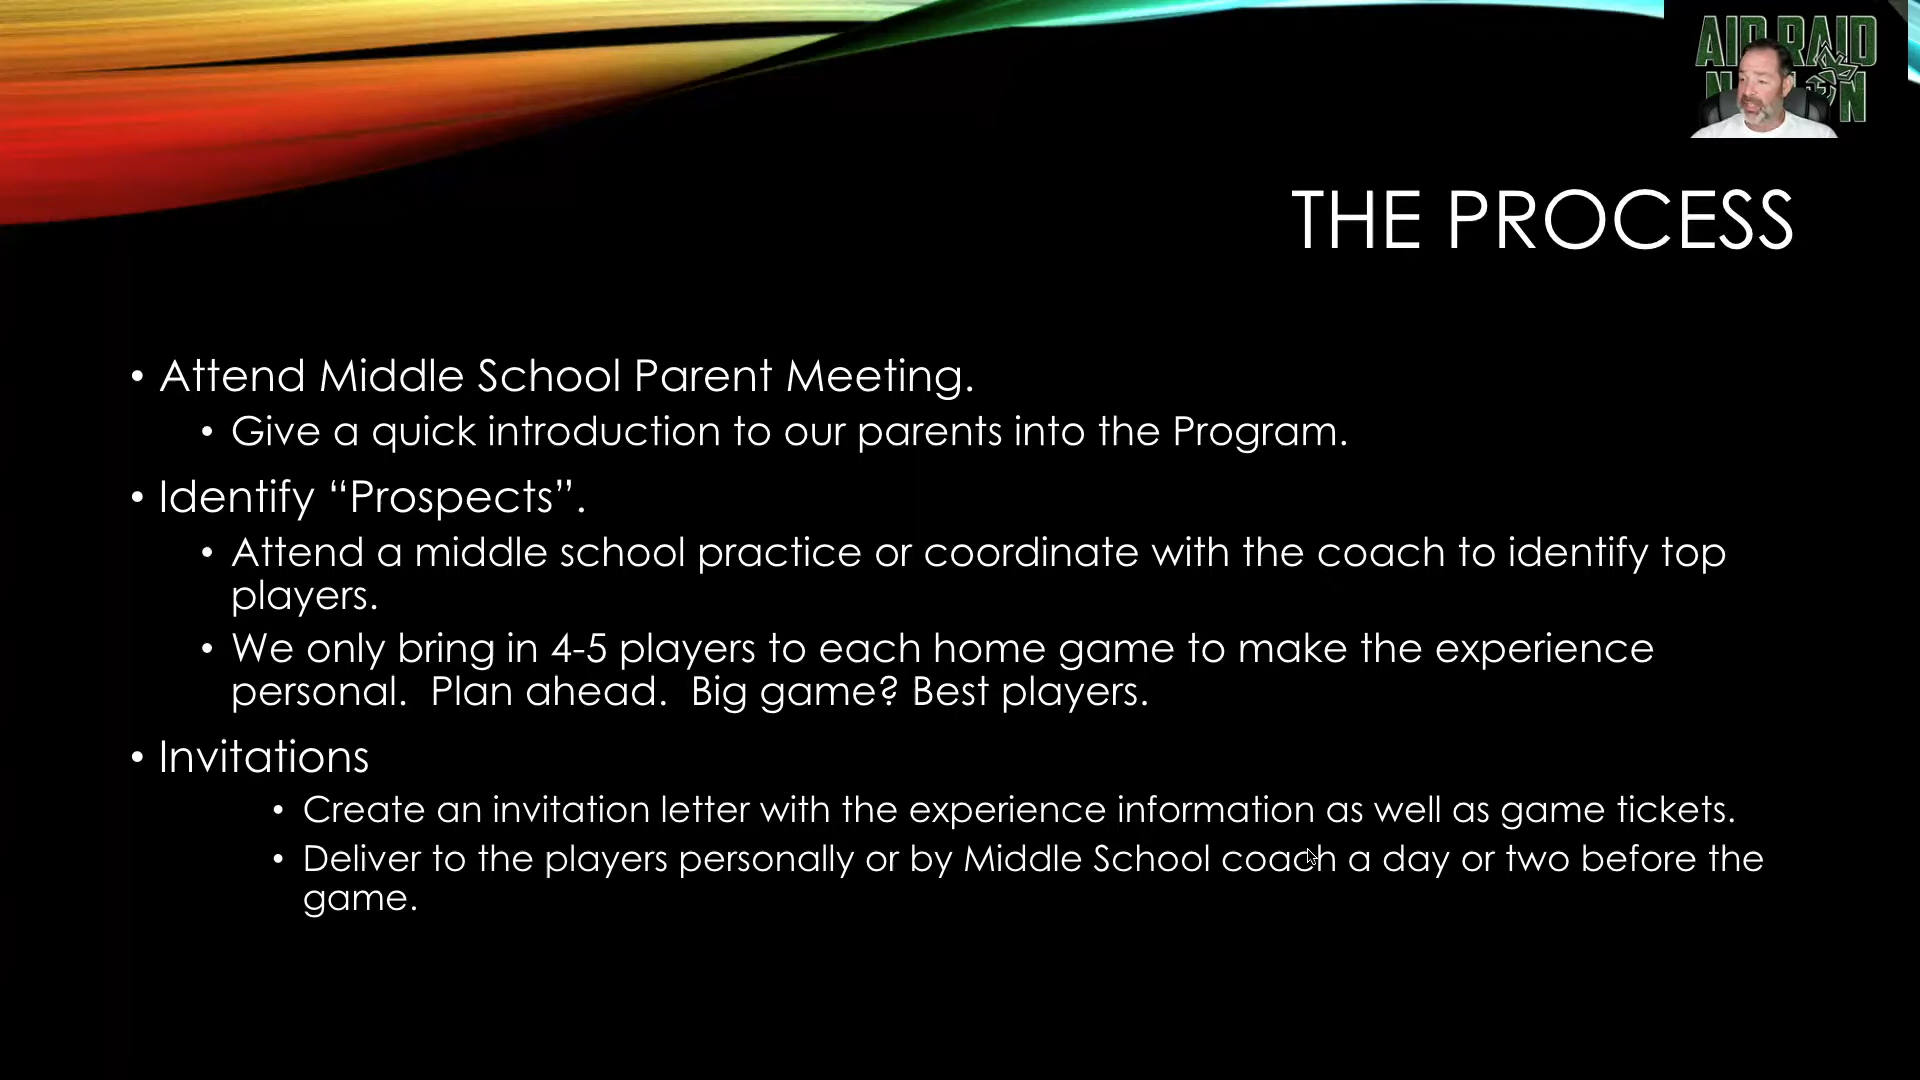 AIR RAID
THE PROCESS
• Attend Middle School Parent Meeting.
• Give a quick introduction to our parents into the Program.
• Identify “Prospects”.
• Attend a middle school practice or coordinate with the coach to identify top
players.
• We only bring in 4-5 players to each home game to make the experience
personal.  Plan ahead.  Big game? Best players.
• Invitations
• Create an invitation letter with the experience information as well as game tickets.
• Deliver to the players personally or by Middle School coach a day or two before the
game.